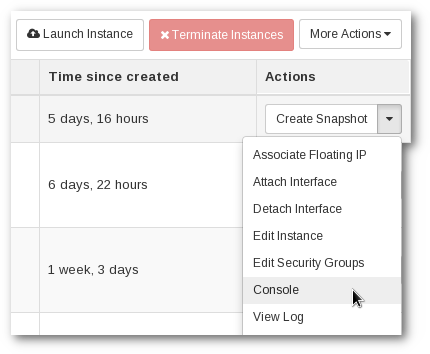 Launch Instance Terminate Instances More Actions
Time since created Actions
5 days, 16 hours Create Snapshot
Associate Floating IP
Attach Interface
6 days, 22 hours
Detach Interface
Edit Instance
Edit Security Groups
1 week, 3 days
Console
View Log